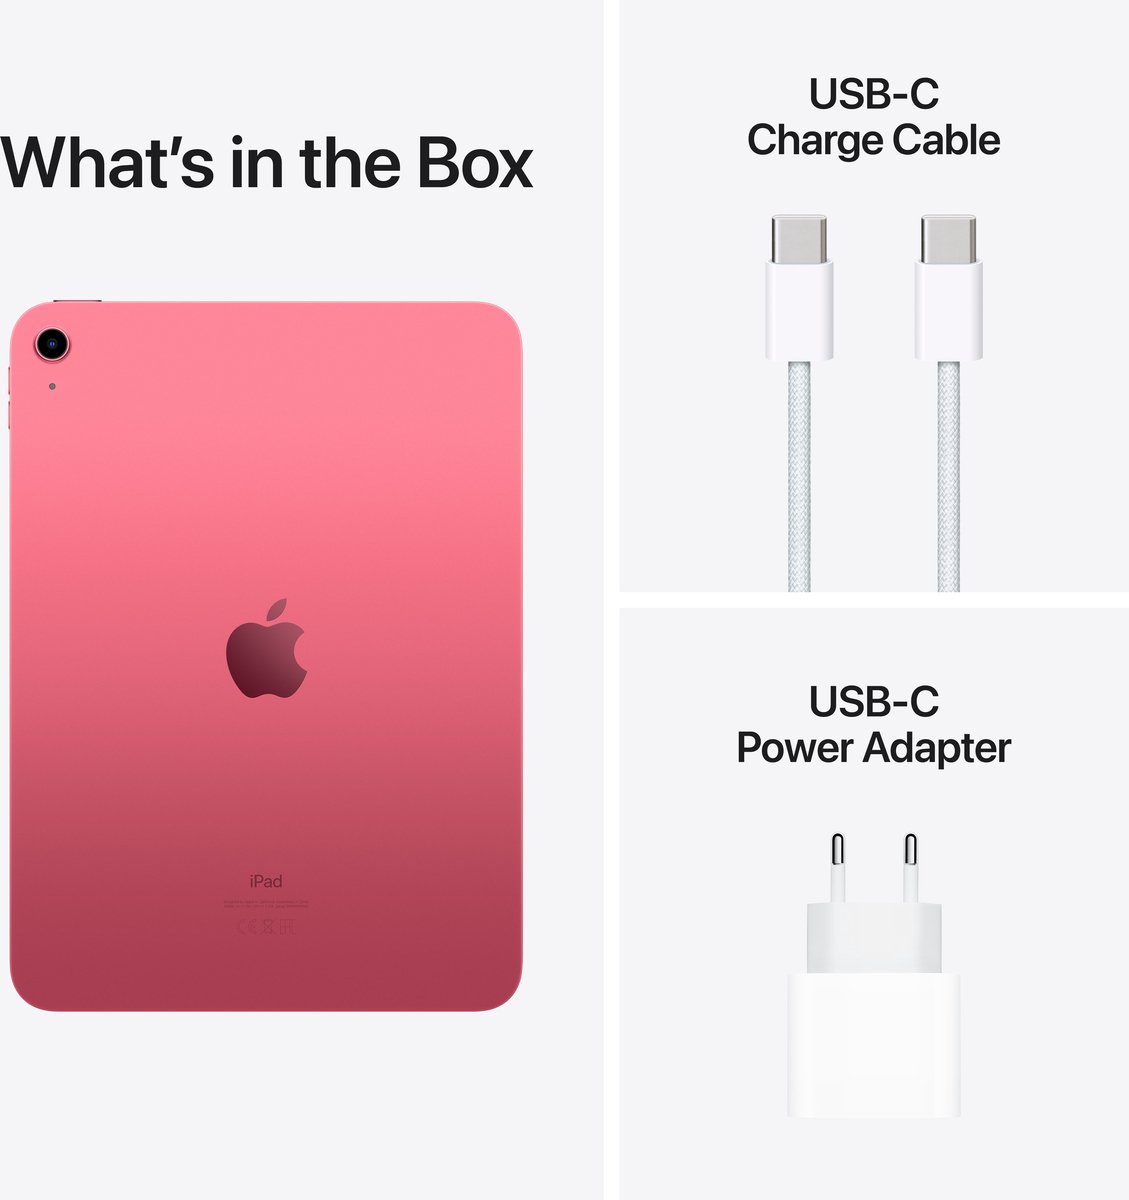 What’s in the Box
iPad
USB-C
Charge Cable
USB-C
Power Adapter